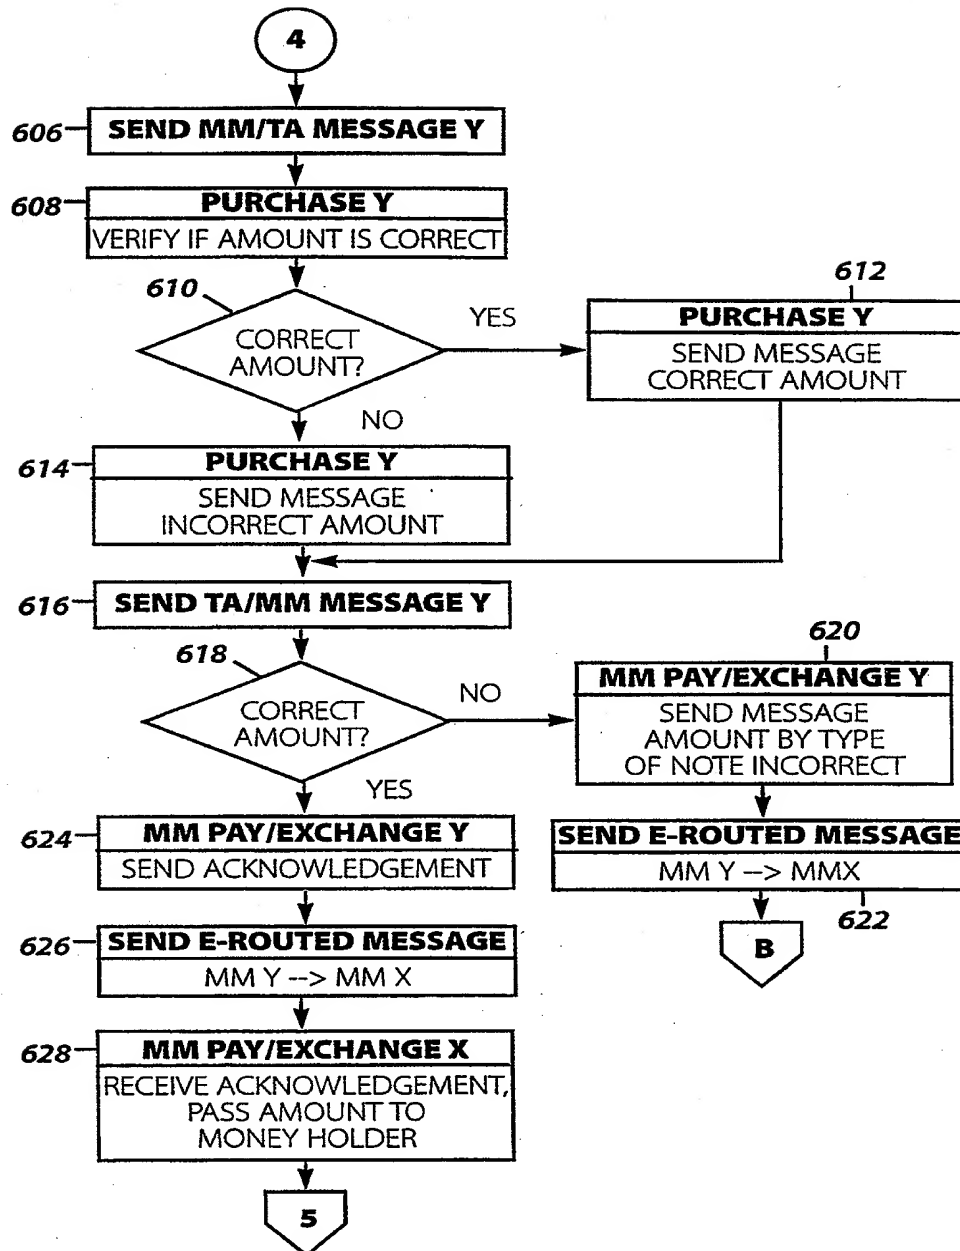 4
606
SEND MM/TA MESSAGE Y
608
PURCHASE Y
VERIFY IF AMOUNT IS CORRECT
610
CORRECT
AMOUNT?
YES
612
PURCHASE Y
SEND MESSAGE
CORRECT AMOUNT
NO
614
PURCHASE Y
SEND MESSAGE
INCORRECT AMOUNT
616
SEND TA/MM MESSAGE Y
618
CORRECT
AMOUNT?
NO
620
MM PAY/EXCHANGE Y
SEND MESSAGE
AMOUNT BY TYPE
OF NOTE INCORRECT
YES
624
MM PAY/EXCHANGE Y
SEND ACKNOWLEDGEMENT
SEND E-ROUTED MESSAGE
MM Y --> MMX
622
B
626
SEND E-ROUTED MESSAGE
MM Y --> MM X
628
MM PAY/EXCHANGE X
RECEIVE ACKNOWLEDGEMENT,
PASS AMOUNT TO
MONEY HOLDER
5